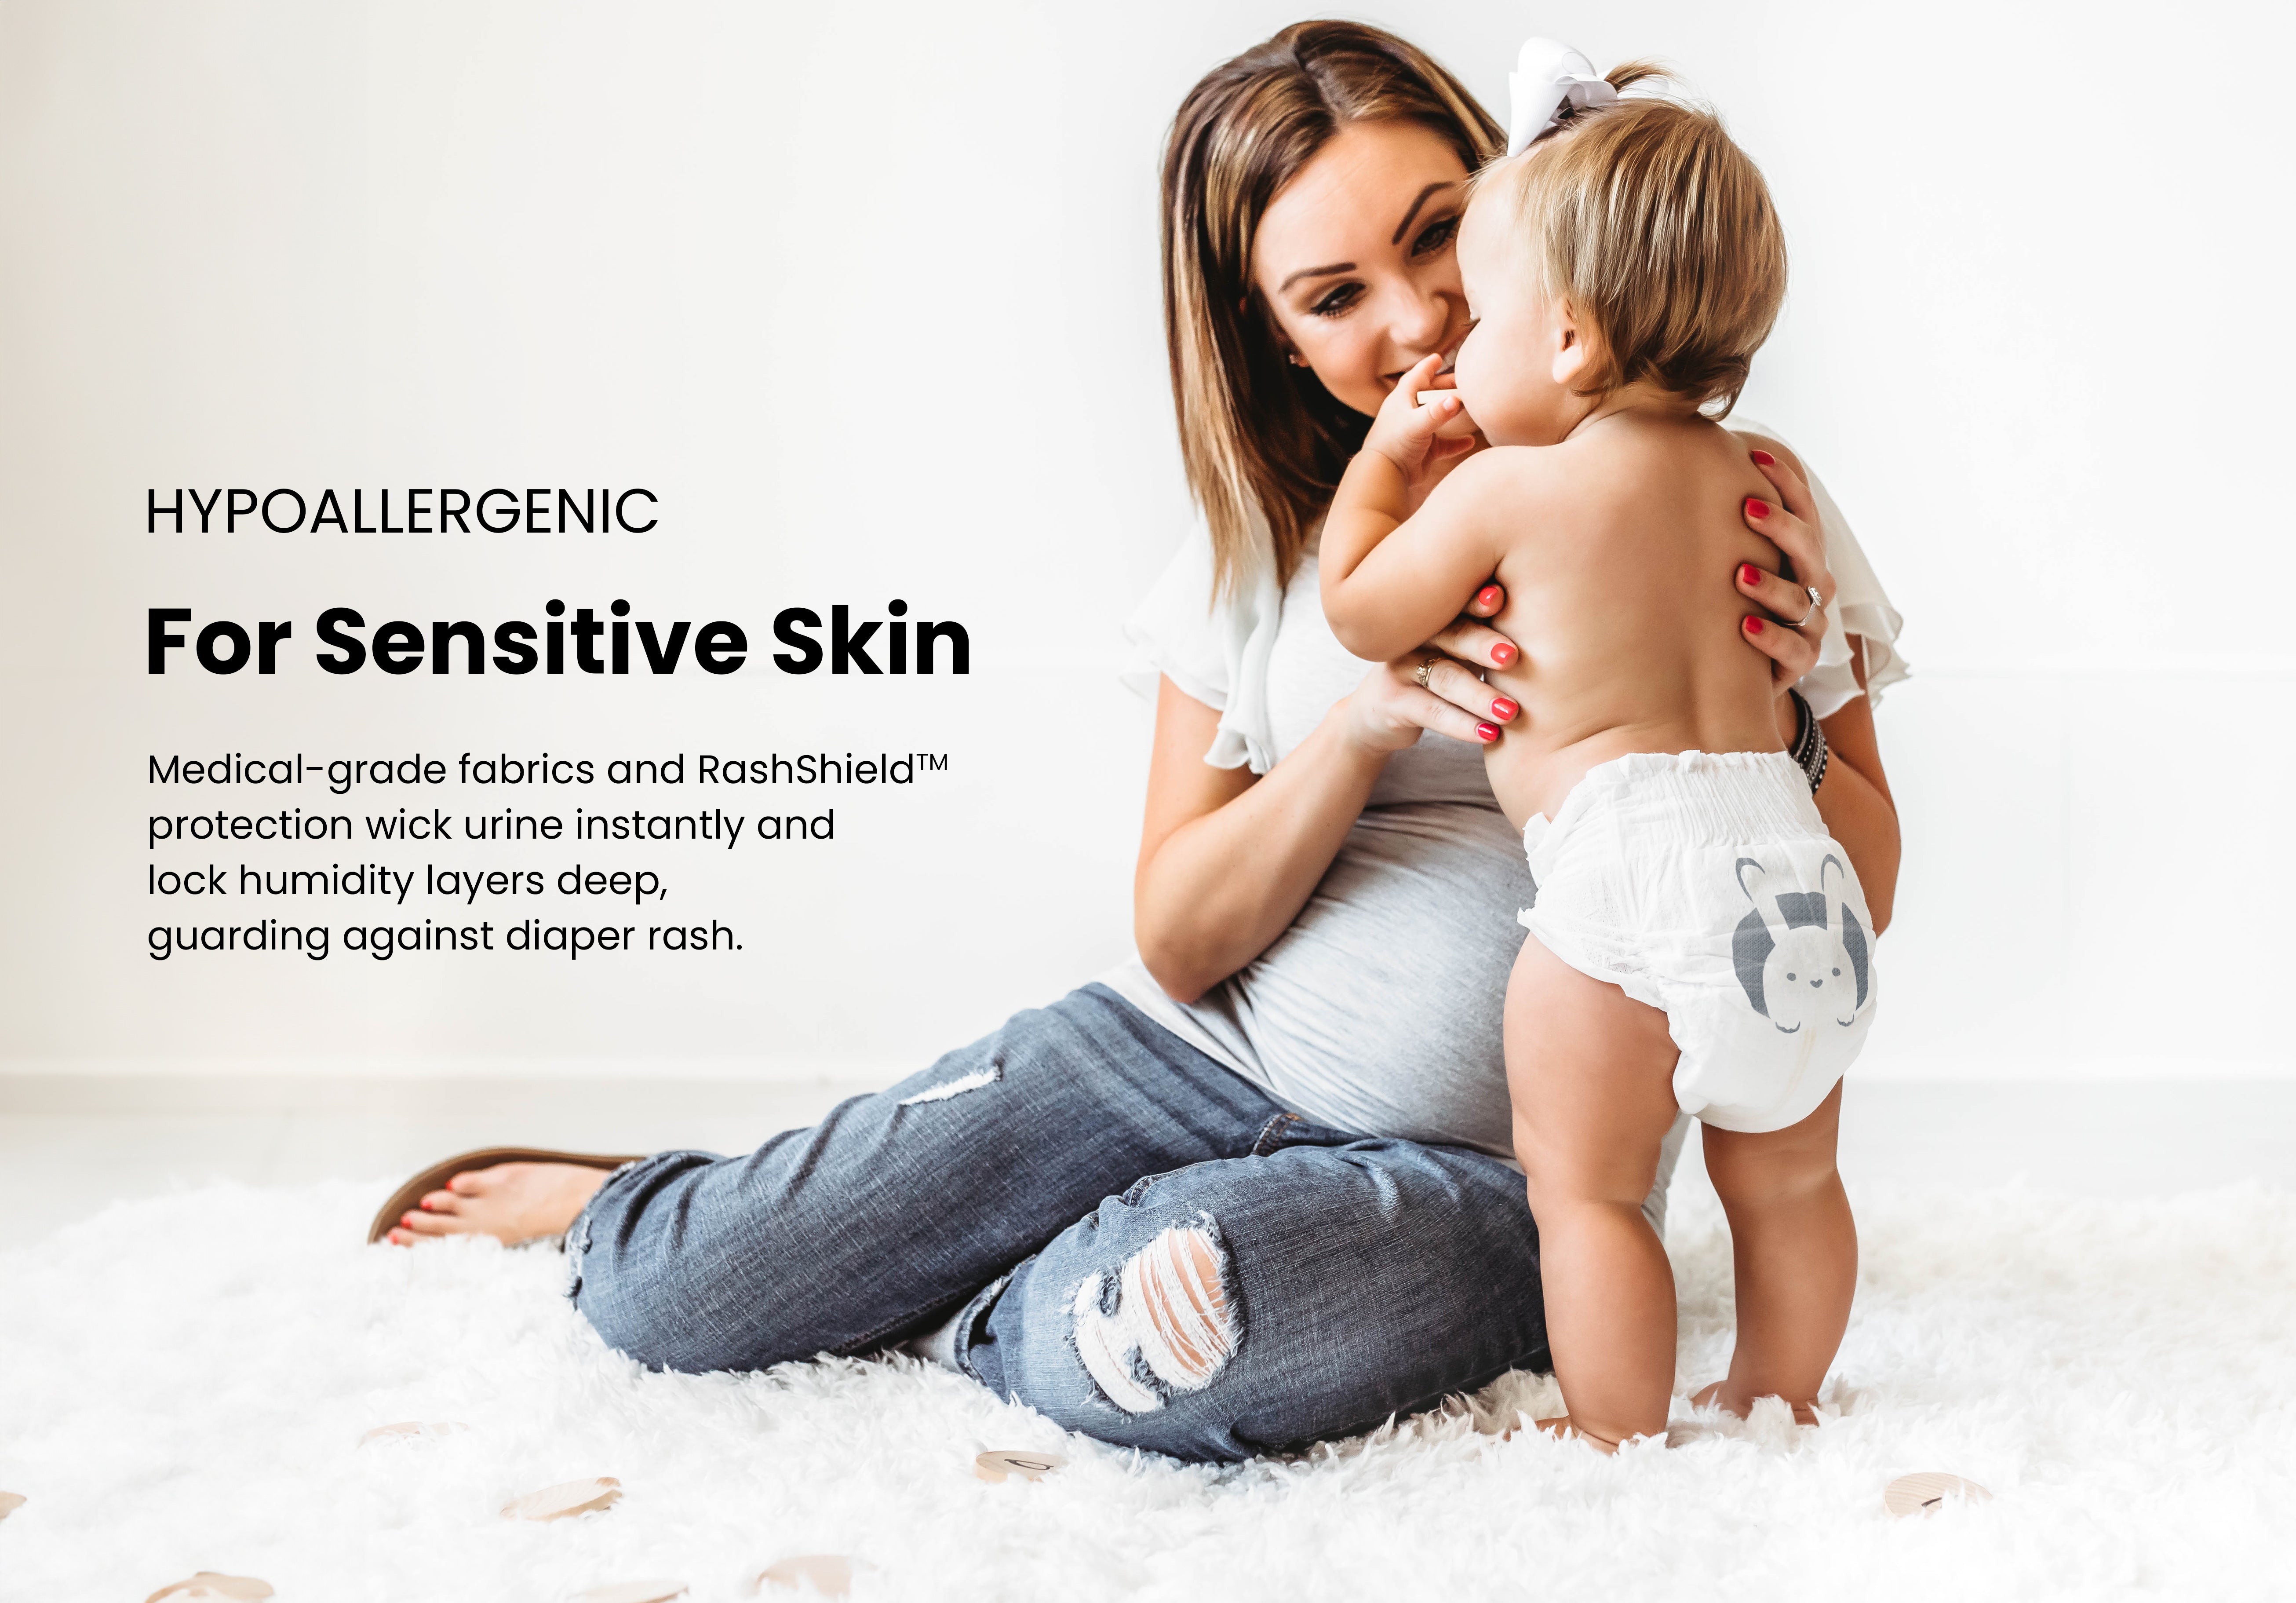 HYPOALLERGENIC
For Sensitive Skin
Medical-grade fabrics and RashShield™
protection wick urine instantly and
lock humidity layers deep,
guarding against diaper rash.